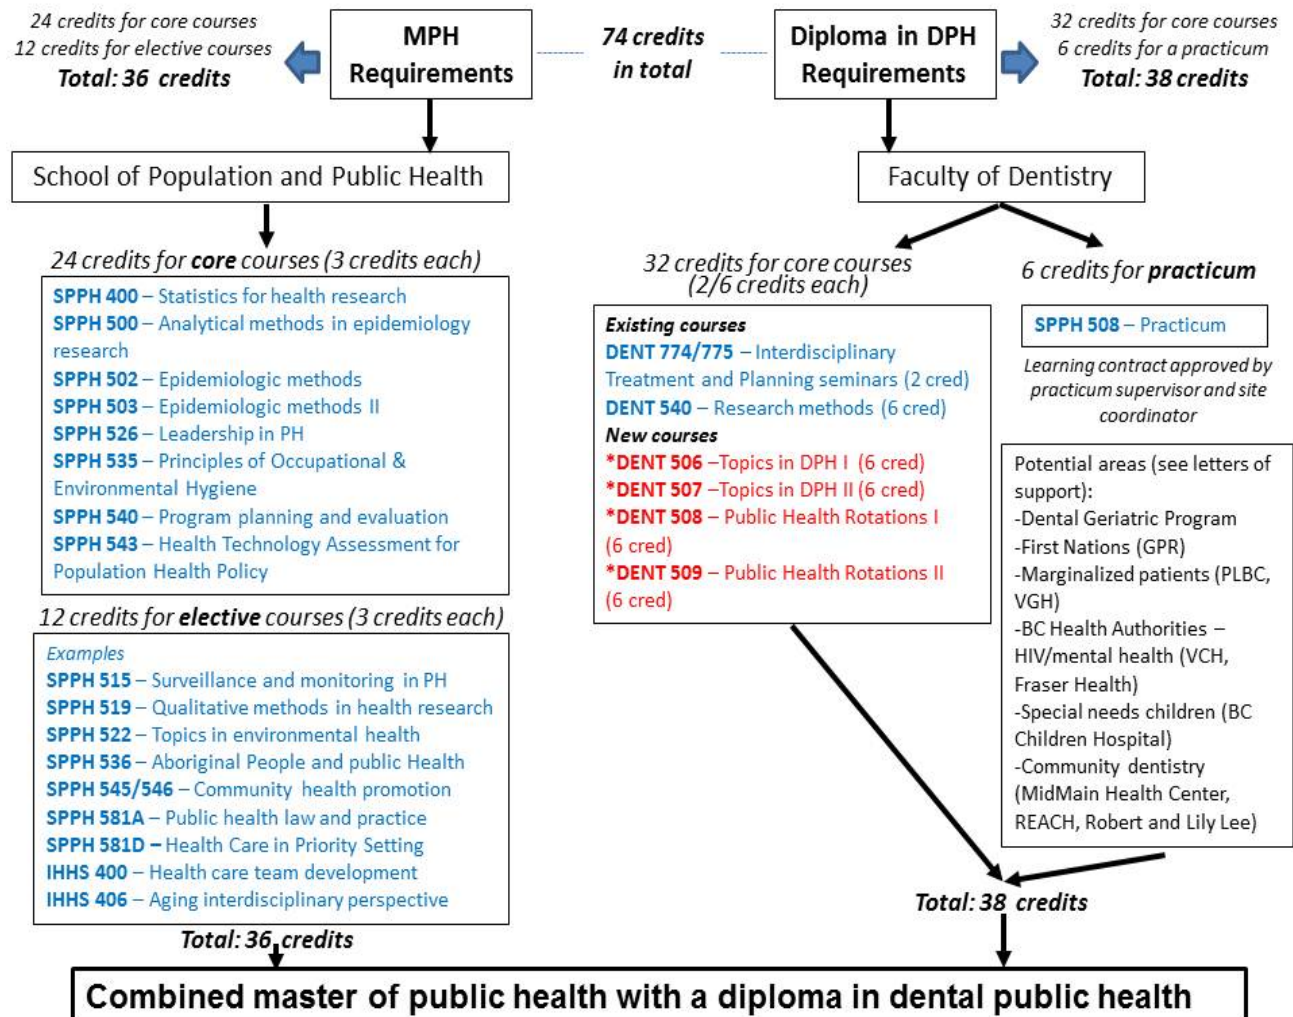 24 credits for core courses
12 credits for elective courses
Total: 36 credits
MPH
Requirements
74 credits
in total
Diploma in DPH
Requirements
32 credits for core courses
6 credits for a practicum
Total: 38 credits
School of Population and Public Health
Faculty of Dentistry
24 credits for core courses (3 credits each)
SPPH 400 – Statistics for health research
SPPH 500 – Analytical methods in epidemiology
research
SPPH 502 – Epidemiologic methods
SPPH 503 – Epidemiologic methods II
SPPH 526 – Leadership in PH
SPPH 535 – Principles of Occupational &
Environmental Hygiene
SPPH 540 – Program planning and evaluation
SPPH 543 – Health Technology Assessment for
Population Health Policy
12 credits for elective courses (3 credits each)
Examples
SPPH 515 – Surveillance and monitoring in PH
SPPH 519 – Qualitative methods in health research
SPPH 522 – Topics in environmental health
SPPH 536 – Aboriginal People and public Health
SPPH 545/546 – Community health promotion
SPPH 581A – Public health law and practice
SPPH 581D – Health Care in Priority Setting
IHHS 400 – Health care team development
IHHS 406 – Aging interdisciplinary perspective
Total: 36 credits
32 credits for core courses
(2/6 credits each)
Existing courses
DENT 774/775 – Interdisciplinary
Treatment and Planning seminars (2 cred)
DENT 540 – Research methods (6 cred)
New courses
*DENT 506 –Topics in DPH I (6 cred)
*DENT 507 –Topics in DPH II (6 cred)
*DENT 508 – Public Health Rotations I
(6 cred)
*DENT 509 – Public Health Rotations II
(6 cred)
6 credits for practicum
SPPH 508 – Practicum
Learning contract approved by
practicum supervisor and site
coordinator
Potential areas (see letters of
support):
-Dental Geriatric Program
-First Nations (GPR)
-Marginalized patients (PLBC,
VGH)
-BC Health Authorities –
HIV/mental health (VCH,
Fraser Health)
-Special needs children (BC
Children Hospital)
-Community dentistry
(MidMain Health Center,
REACH, Robert and Lily Lee)
Total: 38 credits
Combined master of public health with a diploma in dental public health